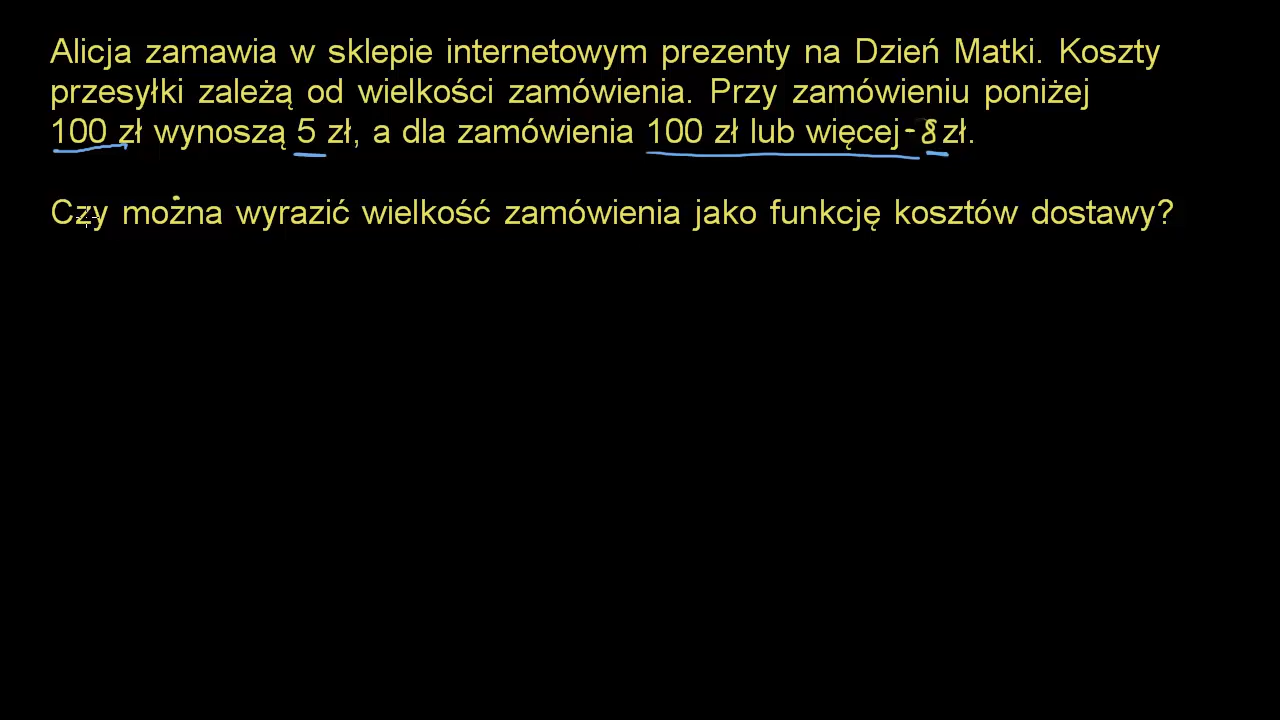 Alicja zamawia w sklepie internetowym prezenty na Dzień Matki. Koszty
przesyłki zależą od wielkości zamówienia. Przy zamówieniu poniżej
100 zł wynoszą 5 zł, a dla zamówienia 100 zł lub więcej - 8 zł.
Czy można wyrazić wielkość zamówienia jako funkcję kosztów dostawy?